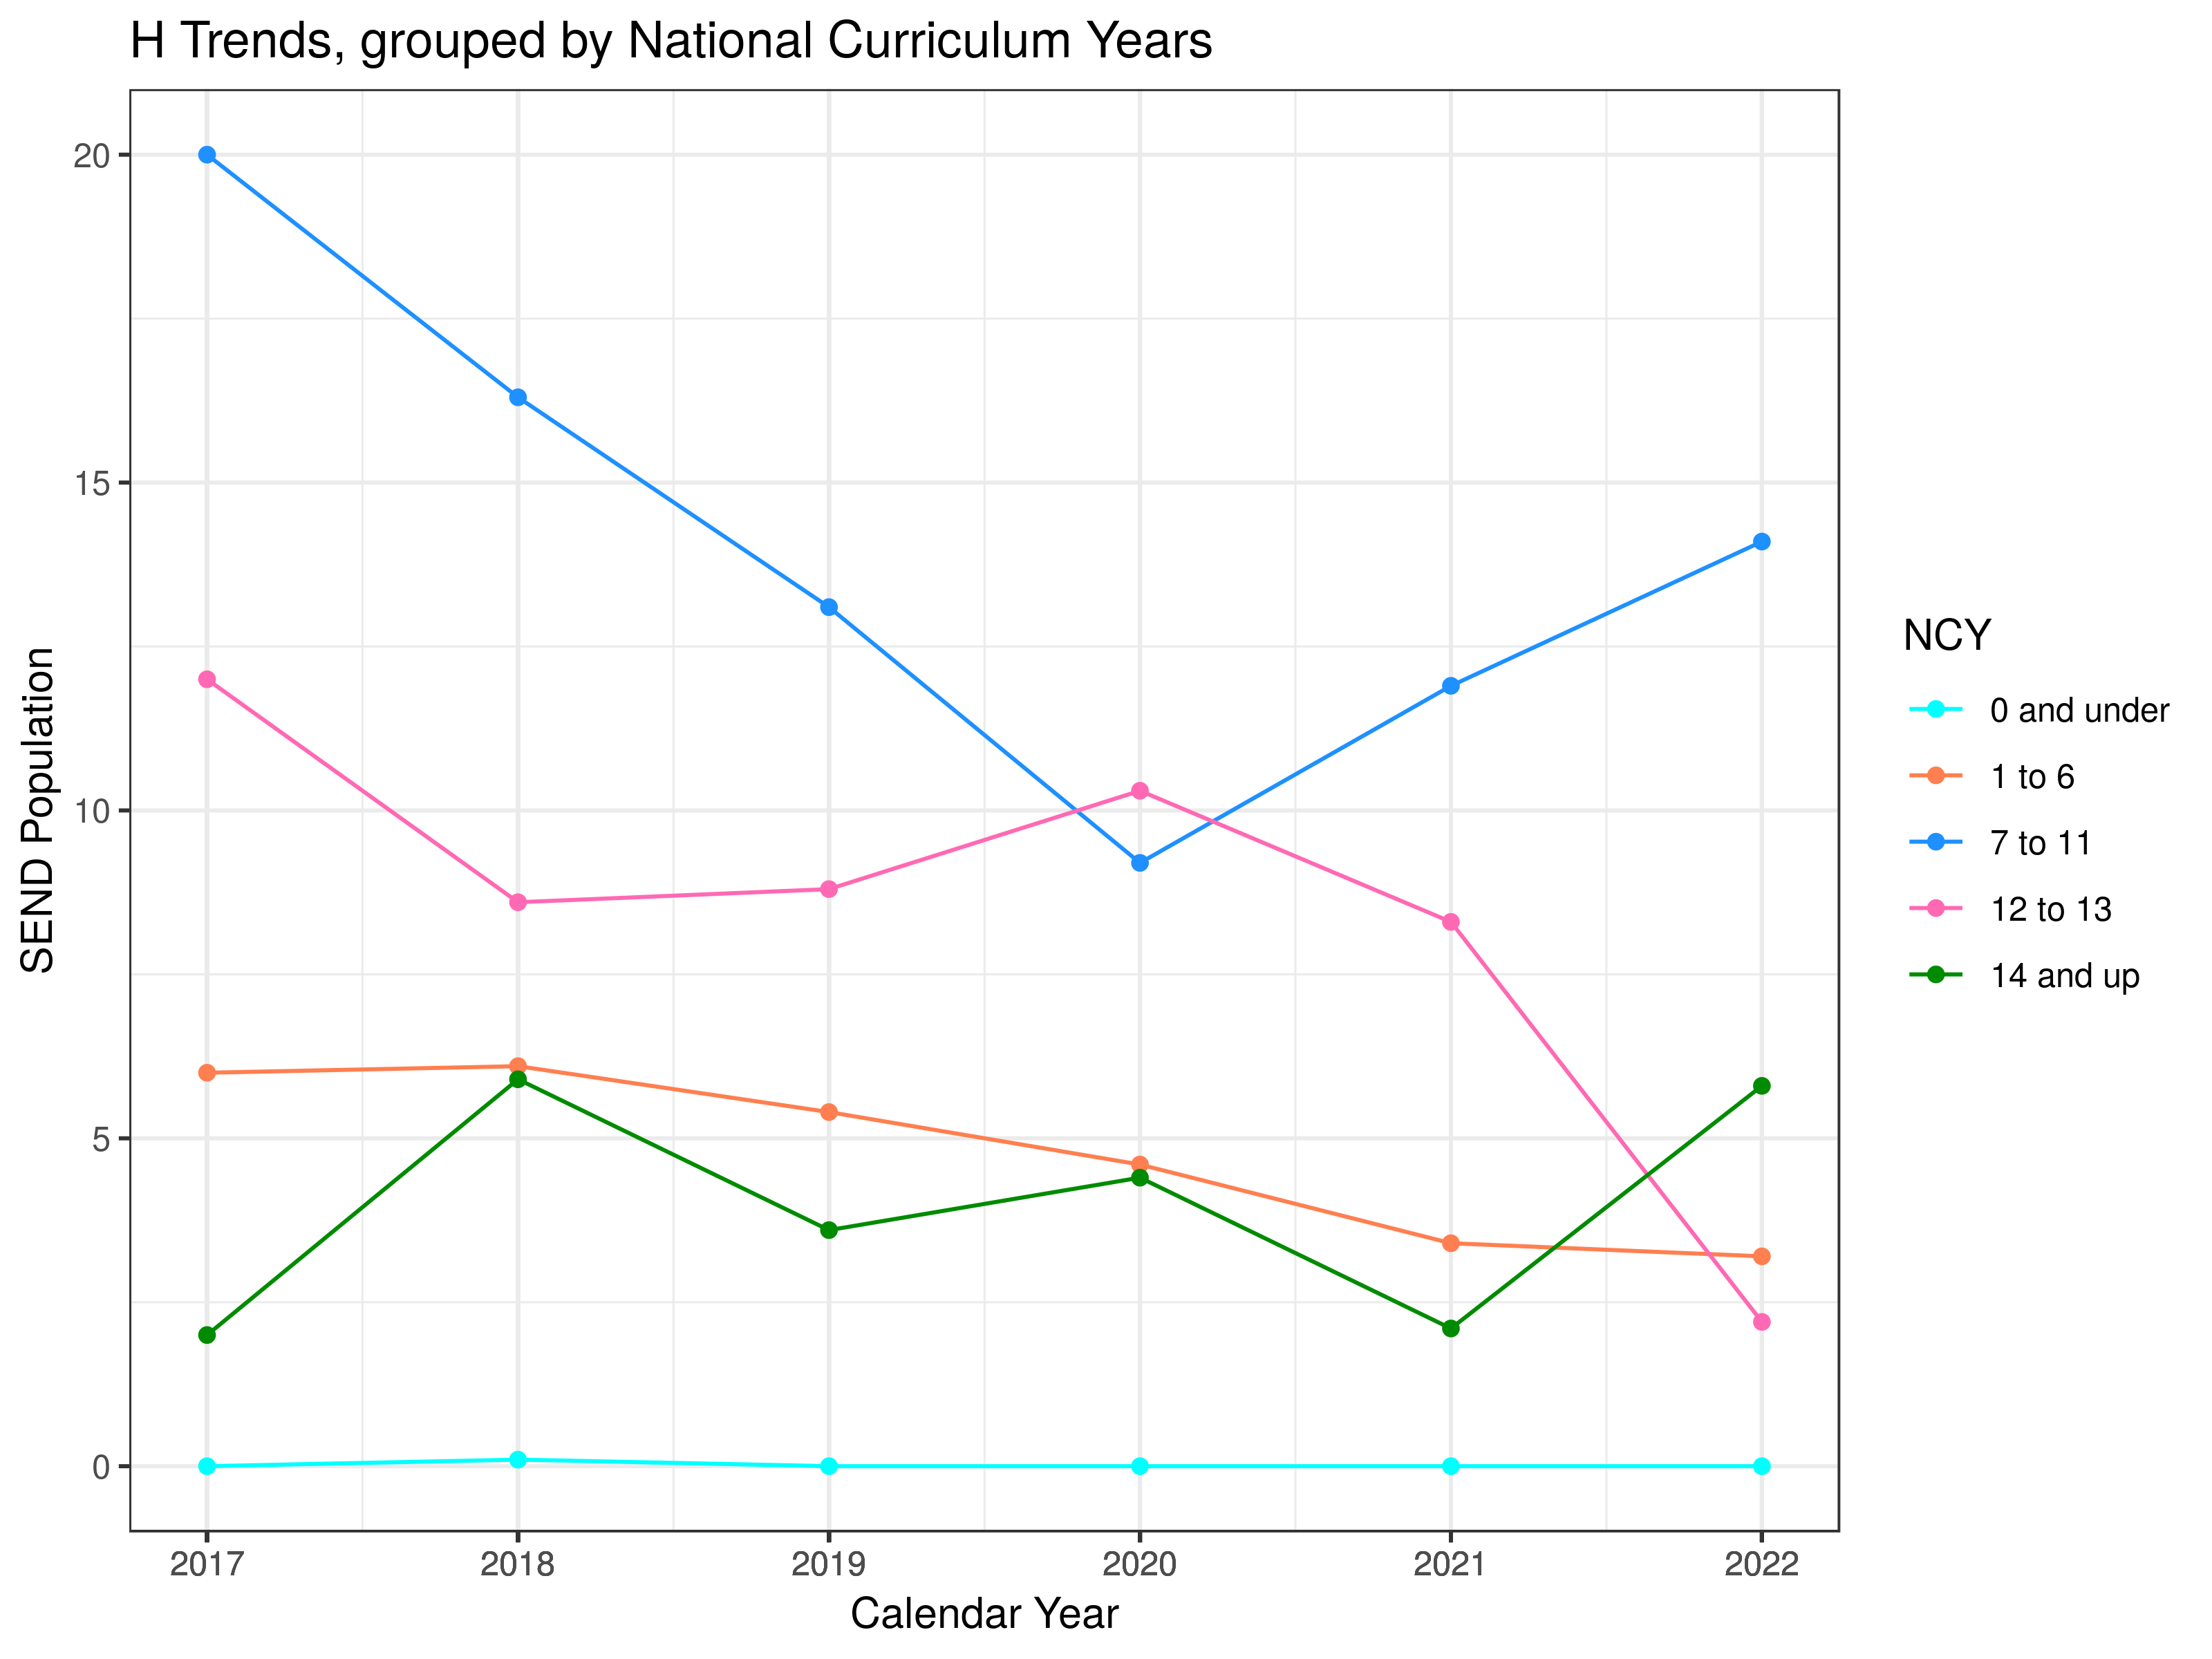 H Trends, grouped by National Curriculum Years
SEND Population
20
15
10
5
0
2017 2018 2019 2020 2021 2022
Calendar Year
NCY
0 and under
1 to 6
7 to 11
12 to 13
14 and up